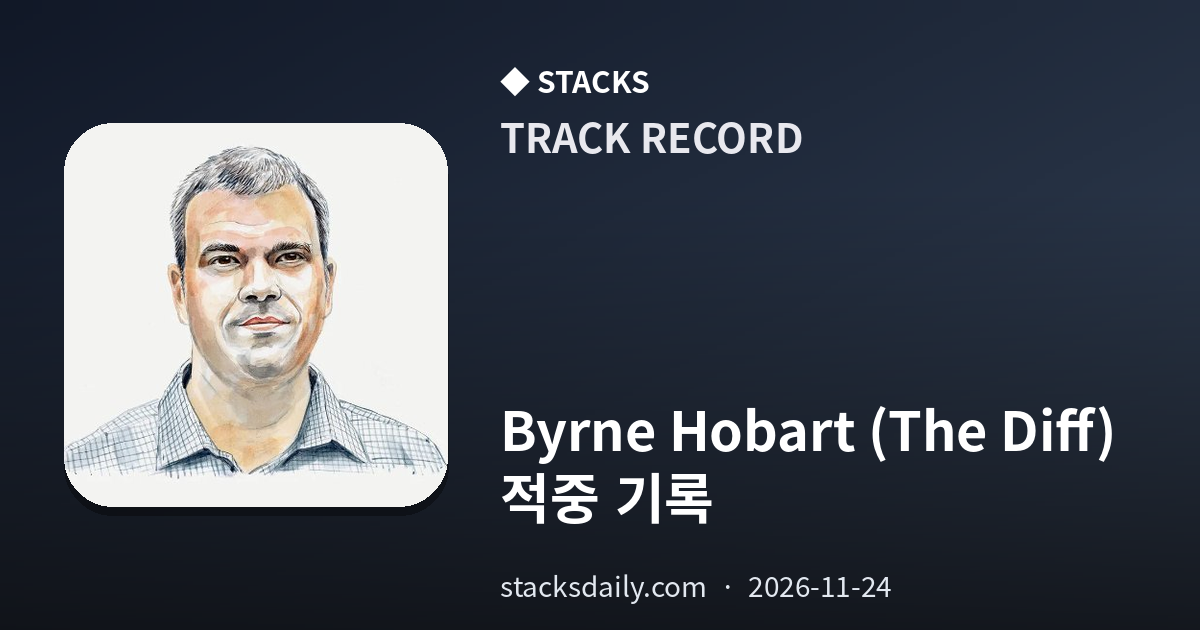 ◆ STACKS
TRACK RECORD
Byrne Hobart (The Diff)
적중 기록
stacksdaily.com · 2026-11-24